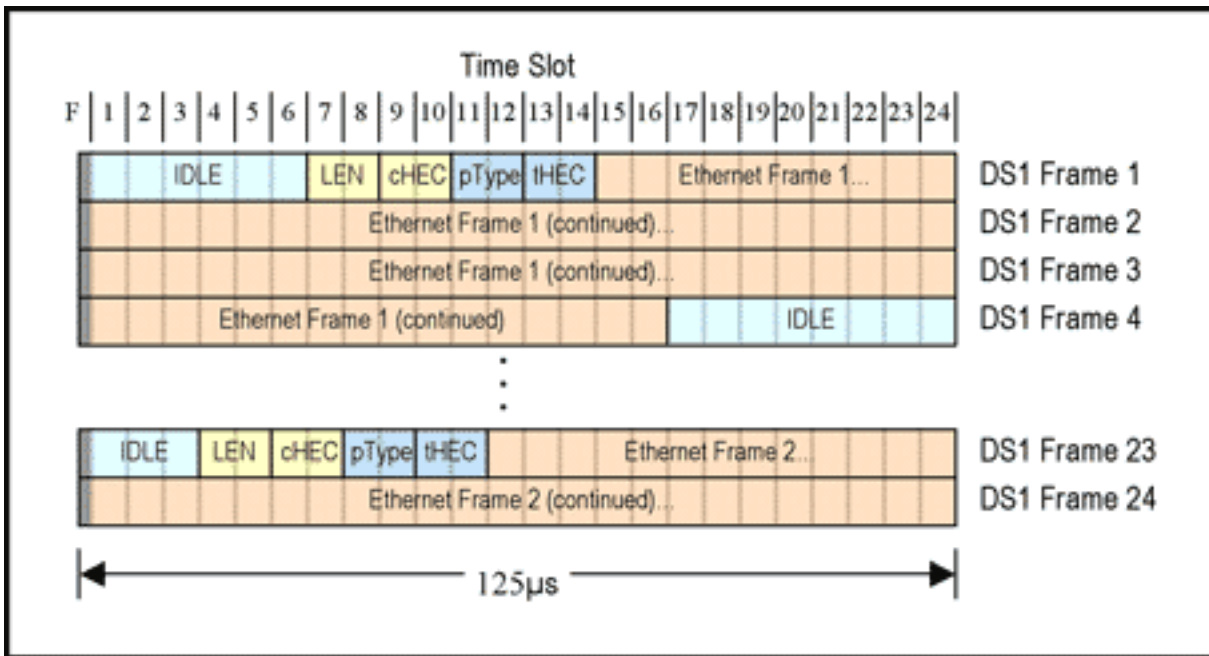 Time Slot
F 1 2 3 4 5 6 7 8 9 10 11 12 13 14 15 16 17 18 19 20 21 22 23 24
IDLE LEN cHEC pType tHEC Ethernet Frame 1... DS1 Frame 1
Ethernet Frame 1 (continued)... DS1 Frame 2
Ethernet Frame 1 (continued)... DS1 Frame 3
Ethernet Frame 1 (continued) IDLE DS1 Frame 4
IDLE LEN cHEC pType tHEC Ethernet Frame 2... DS1 Frame 23
Ethernet Frame 2 (continued)... DS1 Frame 24
125µs